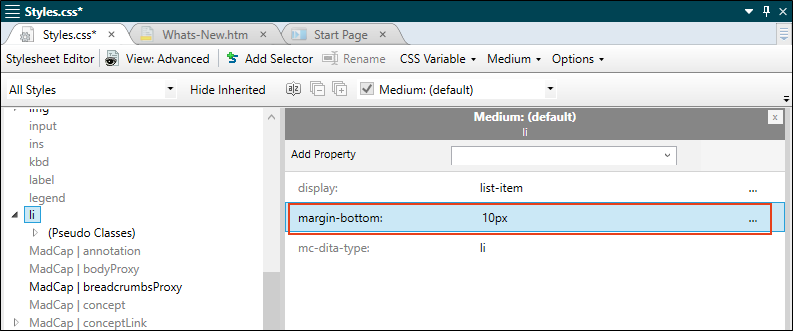 Styles.css*
Styles.css* Whats-New.htm Start Page
Stylesheet Editor View: Advanced Add Selector Rename CSS Variable Medium Options
All Styles Hide Inherited Medium: (default)
img
input
ins
kbd
label
legend
li
(Pseudo Classes)
MadCap | annotation
MadCap | bodyProxy
MadCap | breadcrumbsProxy
MadCap | concept
MadCap | conceptLink
Medium: (default)
li
Add Property
display: list-item ...
margin-bottom: 10px ...
mc-dita-type: li